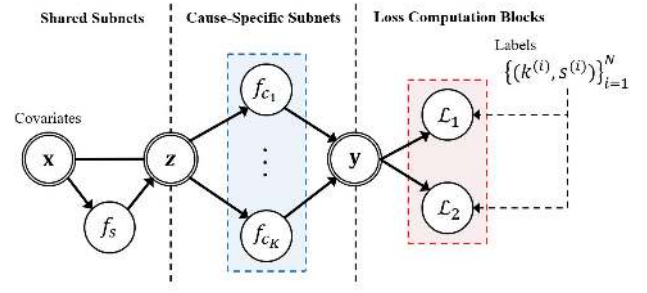 Shared Subnets
Cause-Specific Subnets
Loss Computation Blocks
Labels
{(k^{(i)}, s^{(i)})}_{i=1}^{N}
Covariates
x
f_s
z
f_{c_1}
⋮
f_{c_K}
y
ℒ_1
ℒ_2